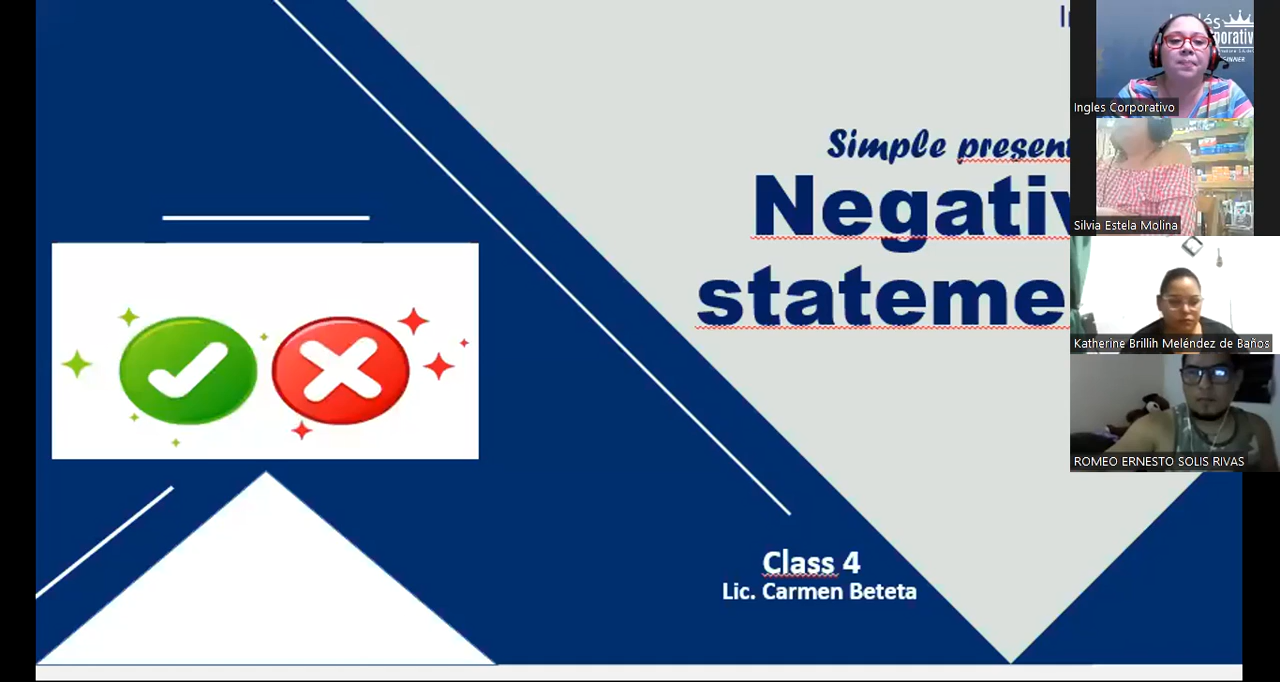 Simple present
Negativ
stateme
Class 4
Lic. Carmen Beteta
Ingles Corporativo
Silvia Estela Molina
Katherine Brillih Meléndez de Baños
ROMEO ERNESTO SOLIS RIVAS